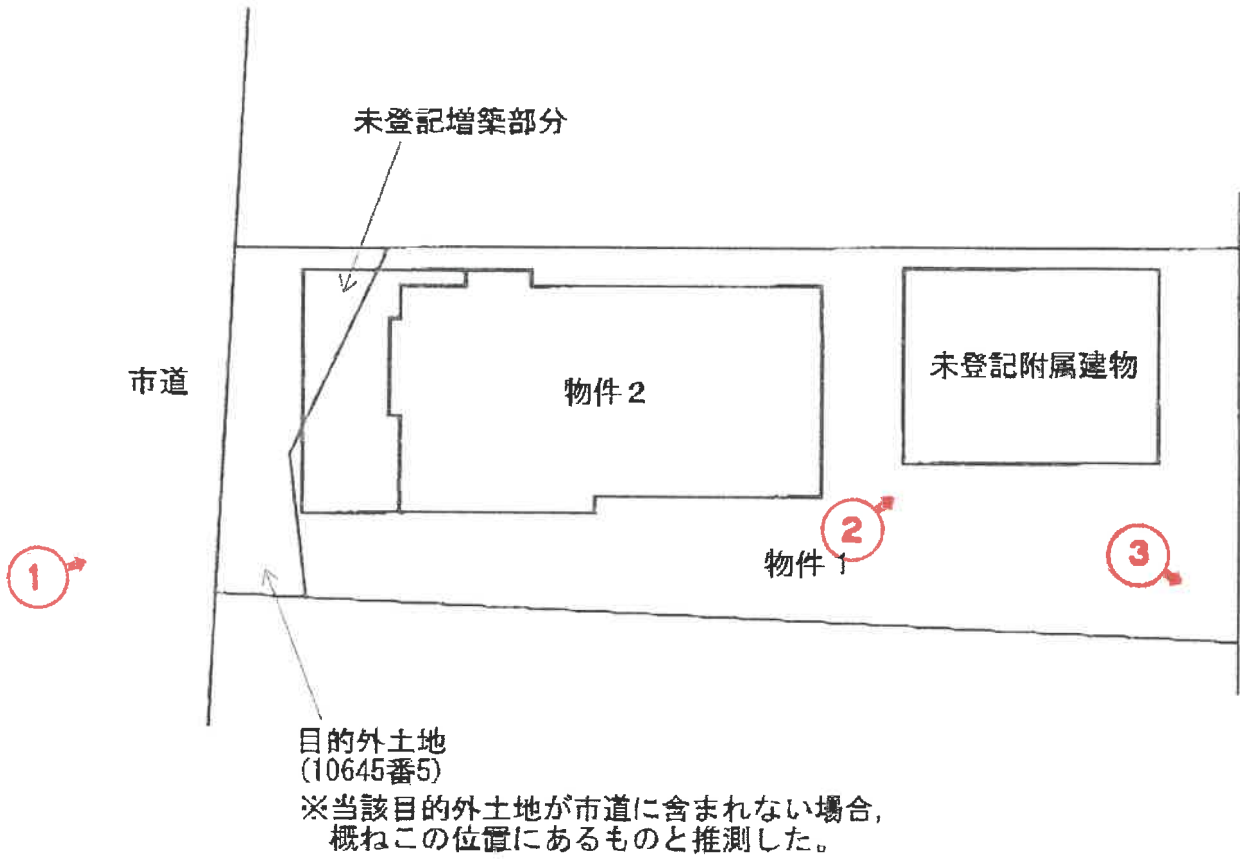 未登記増築部分
市道
物件2
未登記附属建物
1
2
物件1
3
目的外土地
(10645番5)
※当該目的外土地が市道に含まれない場合,
概ねこの位置にあるものと推測した。